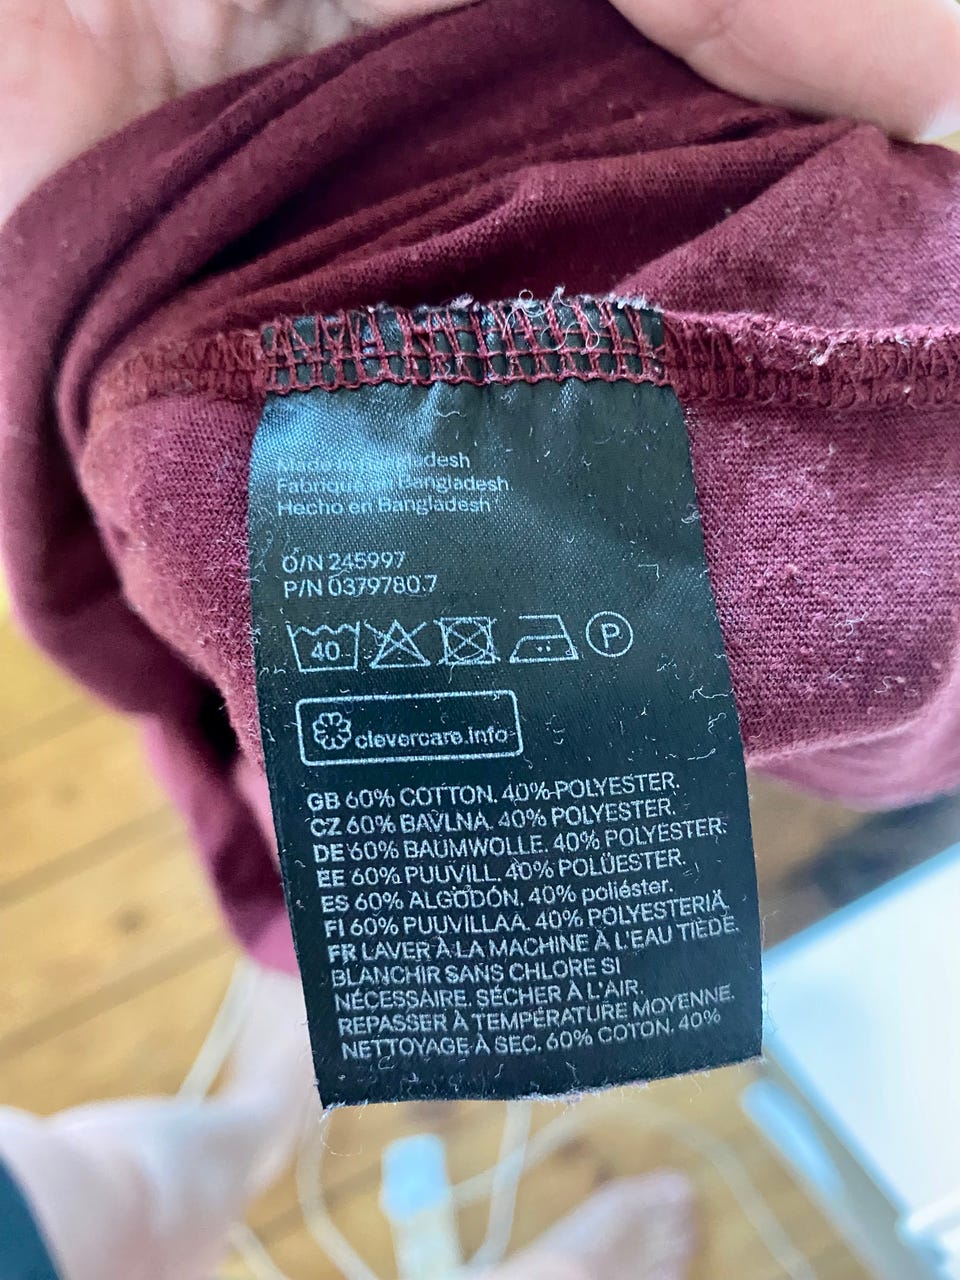 Made in Bangladesh
Fabriqué en Bangladesh
Hecho en Bangladesh
O/N 245997
P/N 0379780.7
40
P
clevercare.info
GB 60% COTTON. 40% POLYESTER.
CZ 60% BAVLNA. 40% POLYESTER.
DE 60% BAUMWOLLE. 40% POLYESTER.
EE 60% PUUVILL. 40% POLÜESTER.
ES 60% ALGODÓN. 40% poliéster.
FI 60% PUUVILLAA. 40% POLYESTERIÄ.
FR LAVER À LA MACHINE À L'EAU TIÈDE.
BLANCHIR SANS CHLORE SI
NÉCESSAIRE. SÉCHER À L'AIR.
REPASSER À TEMPÉRATURE MOYENNE.
NETTOYAGE À SEC. 60% COTON. 40%